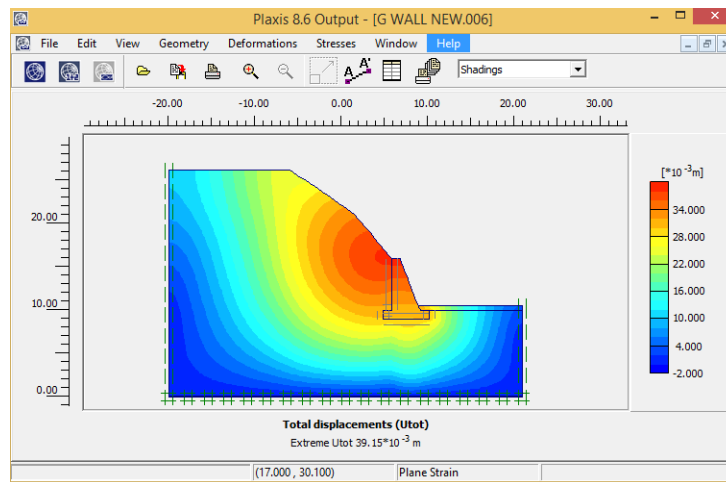 Plaxis 8.6 Output - [G WALL NEW.006]
File Edit View Geometry Deformations Stresses Window Help
Shadings
-20.00 -10.00 0.00 10.00 20.00 30.00
20.00
10.00
0.00
[*10 -3m]
34.000
28.000
22.000
16.000
10.000
4.000
-2.000
Total displacements (Utot)
Extreme Utot 39.15*10 -3 m
(17.000 , 30.100) Plane Strain